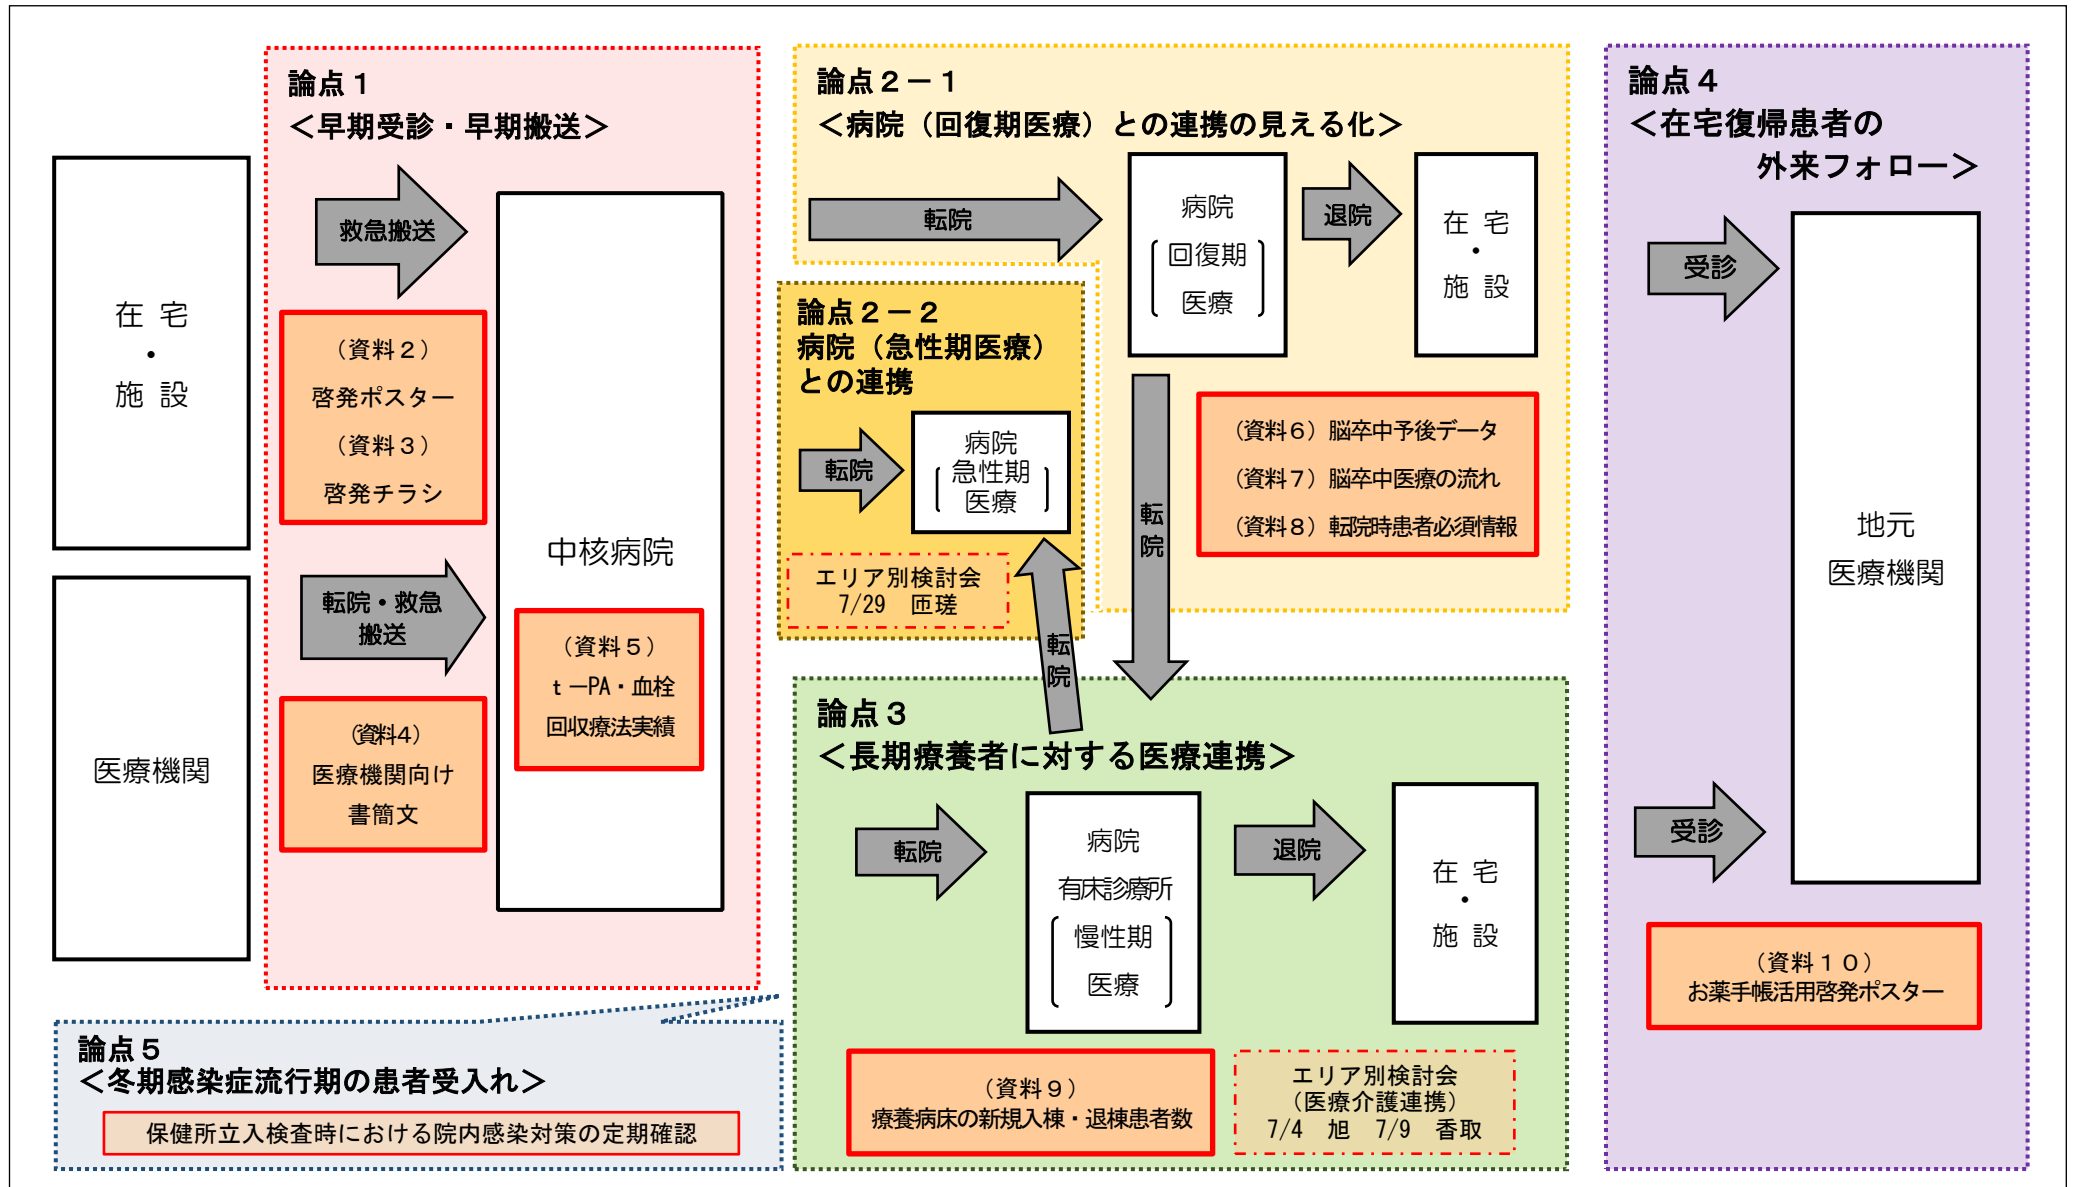 論点１
＜早期受診・早期搬送＞
在 宅
・
施 設
医療機関
救急搬送
（資料２）
啓発ポスター
（資料３）
啓発チラシ
転院・救急
搬送
（資料4）
医療機関向け
書簡文
中核病院
（資料５）
ｔ－PA・血栓
回収療法実績
論点２－１
＜病院（回復期医療）との連携の見える化＞
転院
病院
回復期
医療
退院
在 宅
・
施 設
（資料６）脳卒中予後データ
（資料７）脳卒中医療の流れ
（資料８）転院時患者必須情報
論点２－２
病院（急性期医療）
との連携
転院
病院
急性期
医療
エリア別検討会
7/29　匝瑳
転院
転院
論点３
＜長期療養者に対する医療連携＞
転院
病院
有床診療所
慢性期
医療
退院
在 宅
・
施 設
（資料９）
療養病床の新規入棟・退棟患者数
エリア別検討会
（医療介護連携）
7/4　旭　7/9　香取
論点４
＜在宅復帰患者の
外来フォロー＞
受診
地元
医療機関
受診
（資料１０）
お薬手帳活用啓発ポスター
論点５
＜冬期感染症流行期の患者受入れ＞
保健所立入検査時における院内感染対策の定期確認